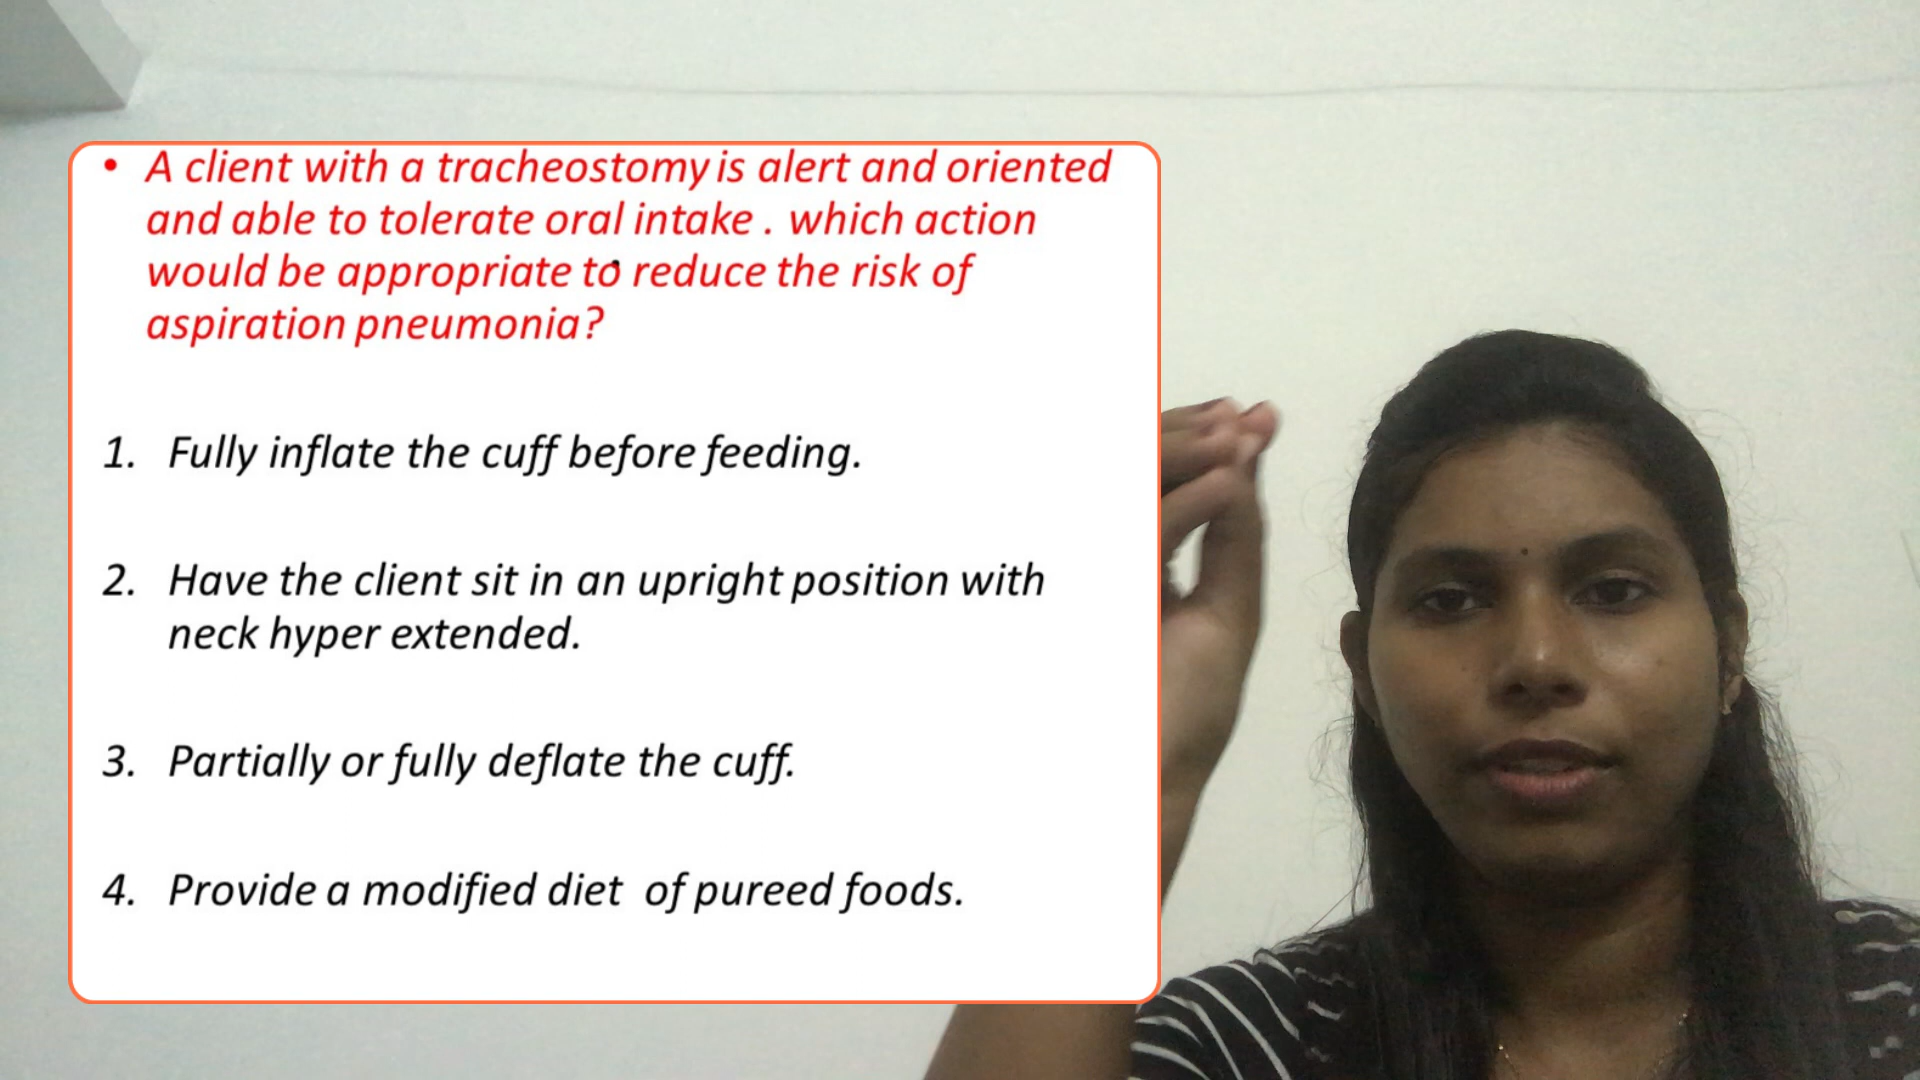 • A client with a tracheostomy is alert and oriented
and able to tolerate oral intake . which action
would be appropriate to reduce the risk of
aspiration pneumonia?
1. Fully inflate the cuff before feeding.
2. Have the client sit in an upright position with
neck hyper extended.
3. Partially or fully deflate the cuff.
4. Provide a modified diet of pureed foods.